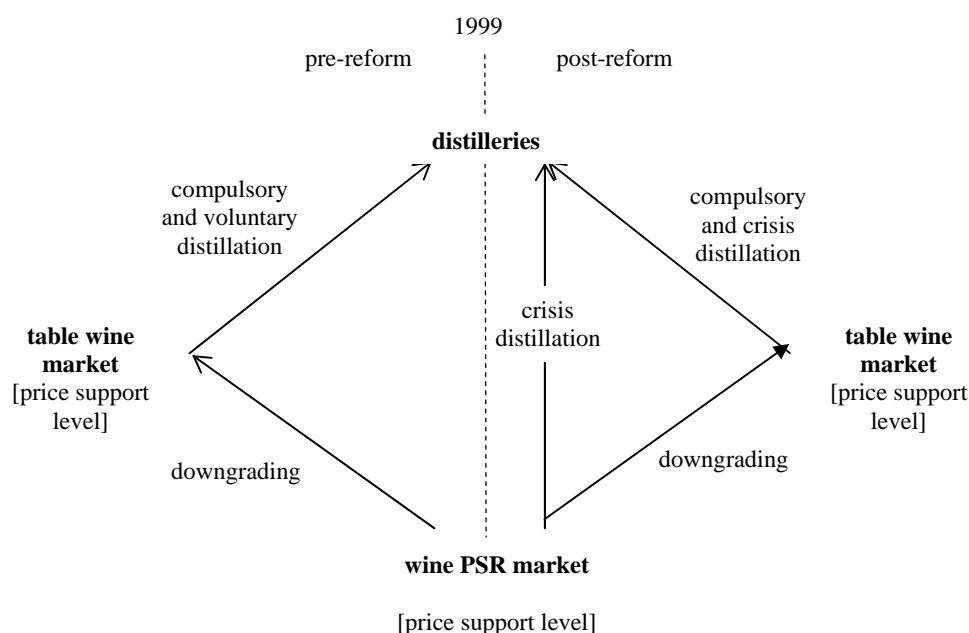 1999
pre-reform
post-reform
distilleries
compulsory
and voluntary
distillation
compulsory
and crisis
distillation
crisis
distillation
table wine
market
[price support
level]
table wine
market
[price support
level]
downgrading
downgrading
wine PSR market
[price support level]